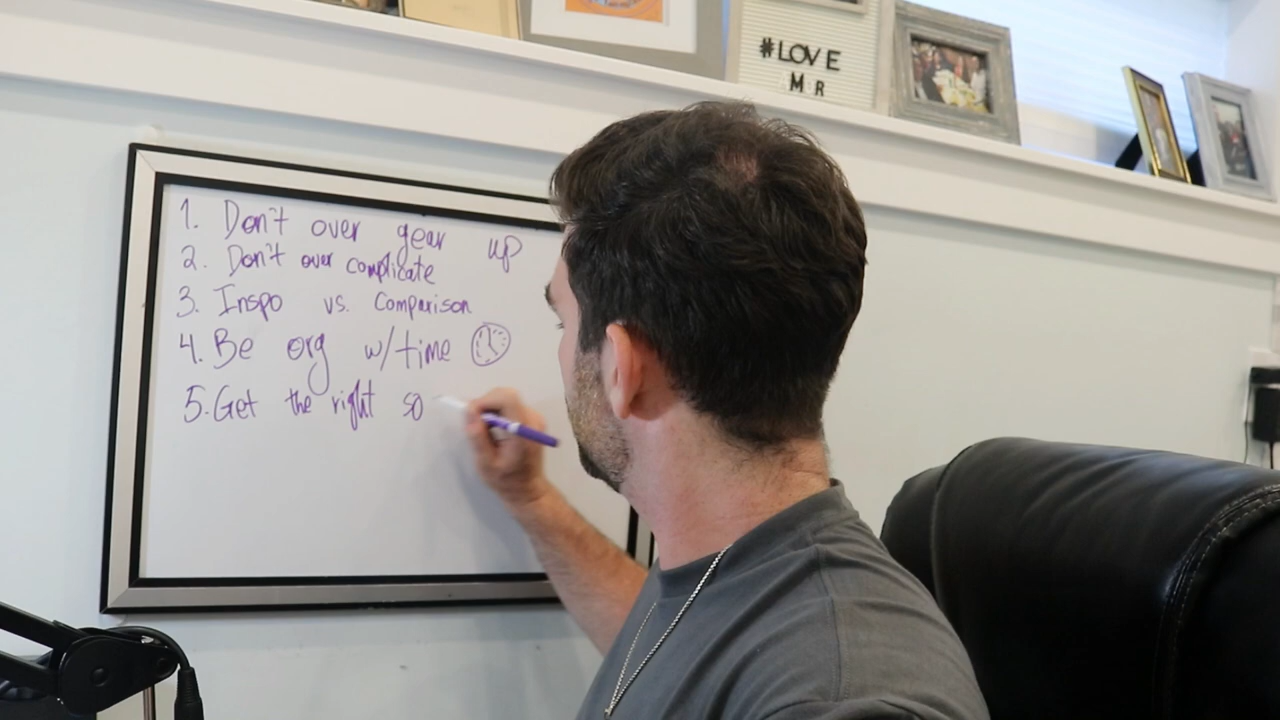 #LOVE
M R
1. Don't over gear up
2. Don't over complicate
3. Inspo vs. Comparison
4. Be org w/time
5. Get the right so